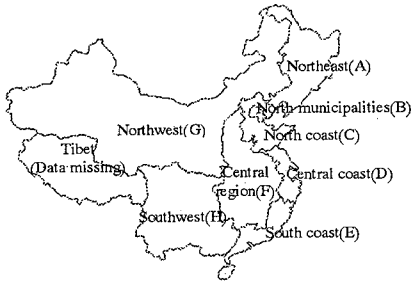 Northeast(A)
North municipalities(B)
Northwest(G)
North coast(C)
Tibet
(Data missing)
Central
region(F)
Central coast(D)
Southwest(H)
South coast(E)